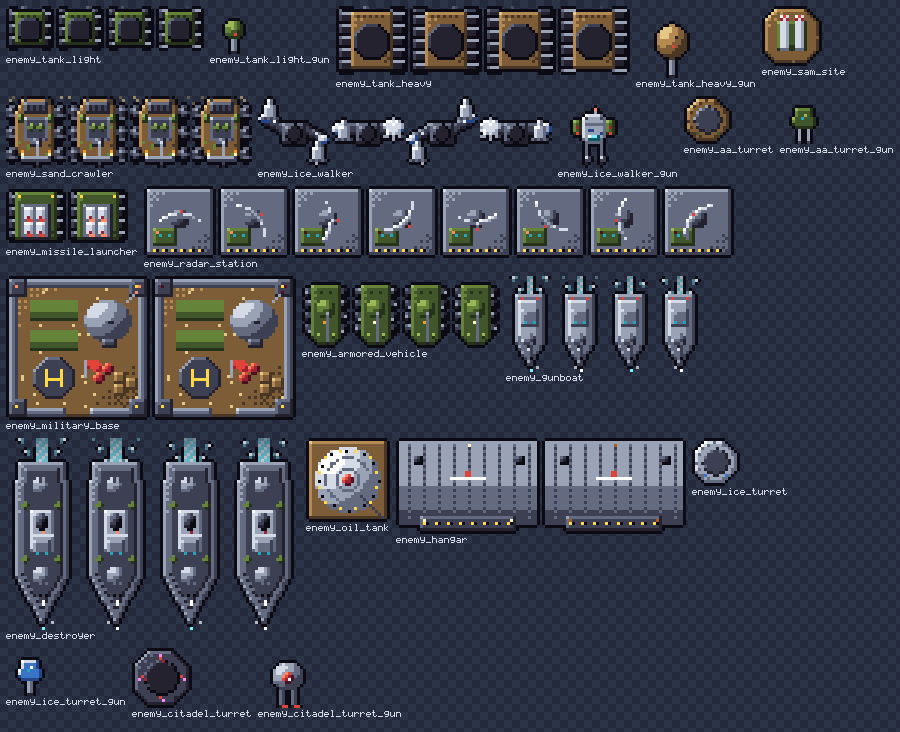 enemy_tank_light
enemy_tank_light_gun
enemy_tank_heavy
enemy_tank_heavy_gun
enemy_sam_site
enemy_sand_crawler
enemy_ice_walker
enemy_ice_walker_gun
enemy_aa_turret
enemy_aa_turret_gun
enemy_missile_launcher
enemy_radar_station
H
H
enemy_military_base
enemy_armored_vehicle
enemy_gunboat
enemy_destroyer
enemy_oil_tank
enemy_hangar
enemy_ice_turret
enemy_ice_turret_gun
enemy_citadel_turret
enemy_citadel_turret_gun